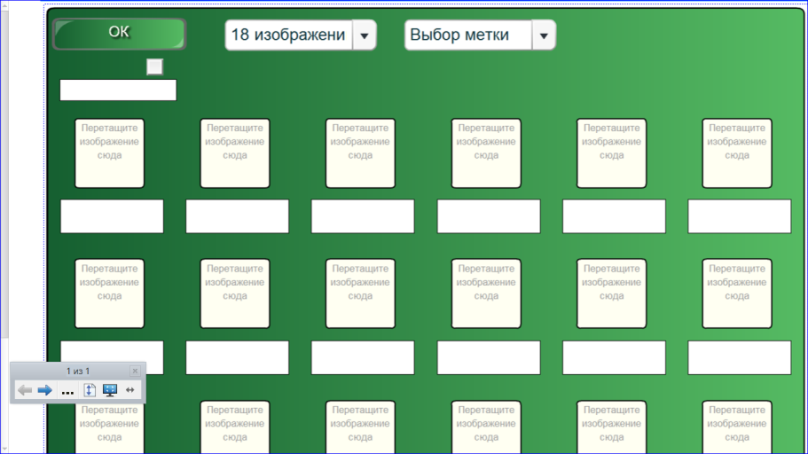 ОК
18 изображени
Выбор метки
Перетащите Перетащите Перетащите Перетащите Перетащите Перетащите
изображение изображение изображение изображение изображение изображение
сюда сюда сюда сюда сюда сюда
Перетащите Перетащите Перетащите Перетащите Перетащите Перетащите
изображение изображение изображение изображение изображение изображение
сюда сюда сюда сюда сюда сюда
1 из 1
...
Перетащите Перетащите Перетащите Перетащите Перетащите Перетащите
изображение изображение изображение изображение изображение изображение
сюда сюда сюда сюда сюда сюда